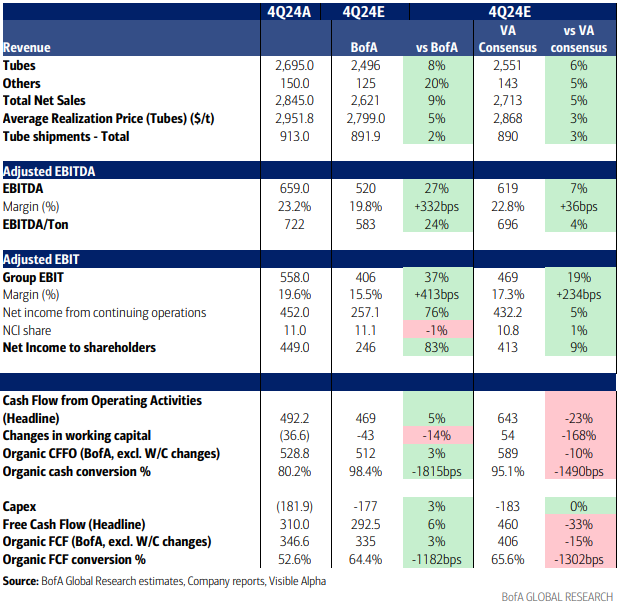 4Q24A 4Q24E 4Q24E
Revenue BofA vs BofA VA Consensus vs VA consensus
Tubes 2,695.0 2,496 8% 2,551 6%
Others 150.0 125 20% 143 5%
Total Net Sales 2,845.0 2,621 9% 2,713 5%
Average Realization Price (Tubes) ($/t) 2,951.8 2,799.0 5% 2,868 3%
Tube shipments - Total 913.0 891.9 2% 890 3%
Adjusted EBITDA
EBITDA 659.0 520 27% 619 7%
Margin (%) 23.2% 19.8% +332bps 22.8% +36bps
EBITDA/Ton 722 583 24% 696 4%
Adjusted EBIT
Group EBIT 558.0 406 37% 469 19%
Margin (%) 19.6% 15.5% +413bps 17.3% +234bps
Net income from continuing operations 452.0 257.1 76% 432.2 5%
NCI share 11.0 11.1 -1% 10.8 1%
Net Income to shareholders 449.0 246 83% 413 9%
Cash Flow from Operating Activities
(Headline) 492.2 469 5% 643 -23%
Changes in working capital (36.6) -43 -14% 54 -168%
Organic CFFO (BofA, excl. W/C changes) 528.8 512 3% 589 -10%
Organic cash conversion % 80.2% 98.4% -1815bps 95.1% -1490bps
Capex (181.9) -177 3% -183 0%
Free Cash Flow (Headline) 310.0 292.5 6% 460 -33%
Organic FCF (BofA, excl. W/C changes) 346.6 335 3% 406 -15%
Organic FCF conversion % 52.6% 64.4% -1182bps 65.6% -1302bps
Source: BofA Global Research estimates, Company reports, Visible Alpha
BofA GLOBAL RESEARCH